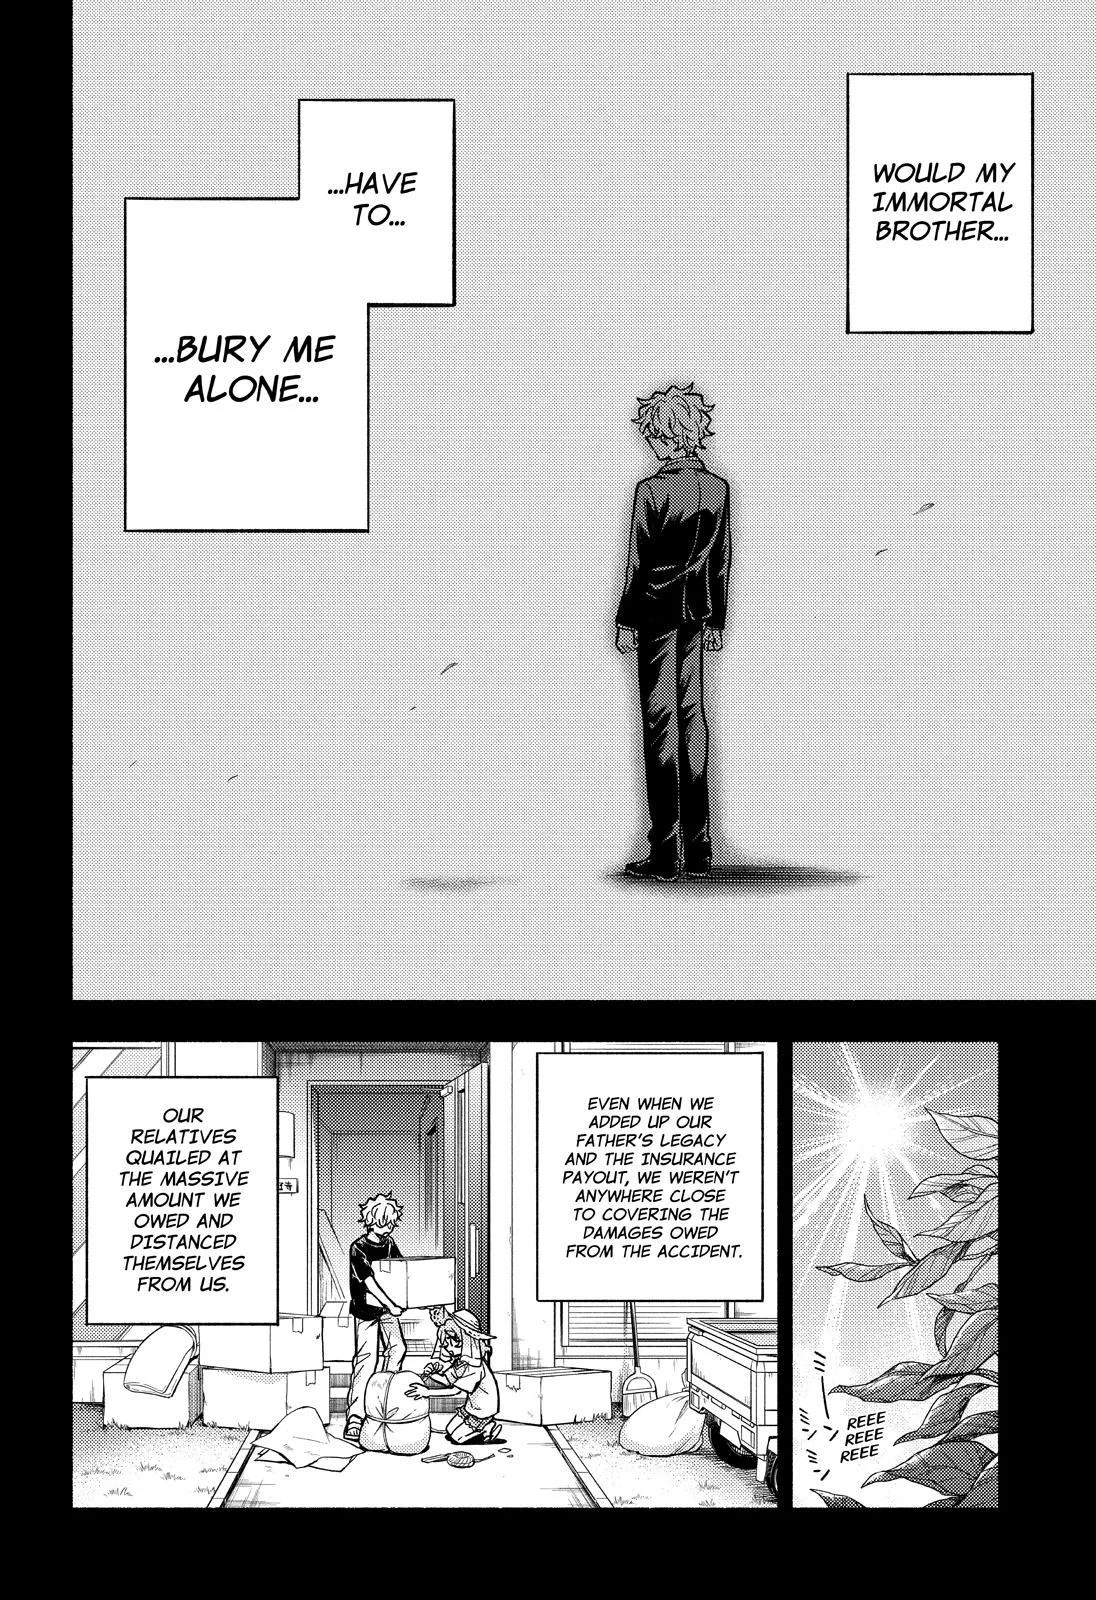 WOULD MY
IMMORTAL
BROTHER...
...HAVE
TO...
...BURY ME
ALONE...
REEE
REEE
REEE
EVEN WHEN WE
ADDED UP OUR
FATHER'S LEGACY
AND THE INSURANCE
PAYOUT, WE WEREN'T
ANYWHERE CLOSE
TO COVERING THE
DAMAGES OWED
FROM THE ACCIDENT.
OUR
RELATIVES
QUAILED AT
THE MASSIVE
AMOUNT WE
OWED AND
DISTANCED
THEMSELVES
FROM US.